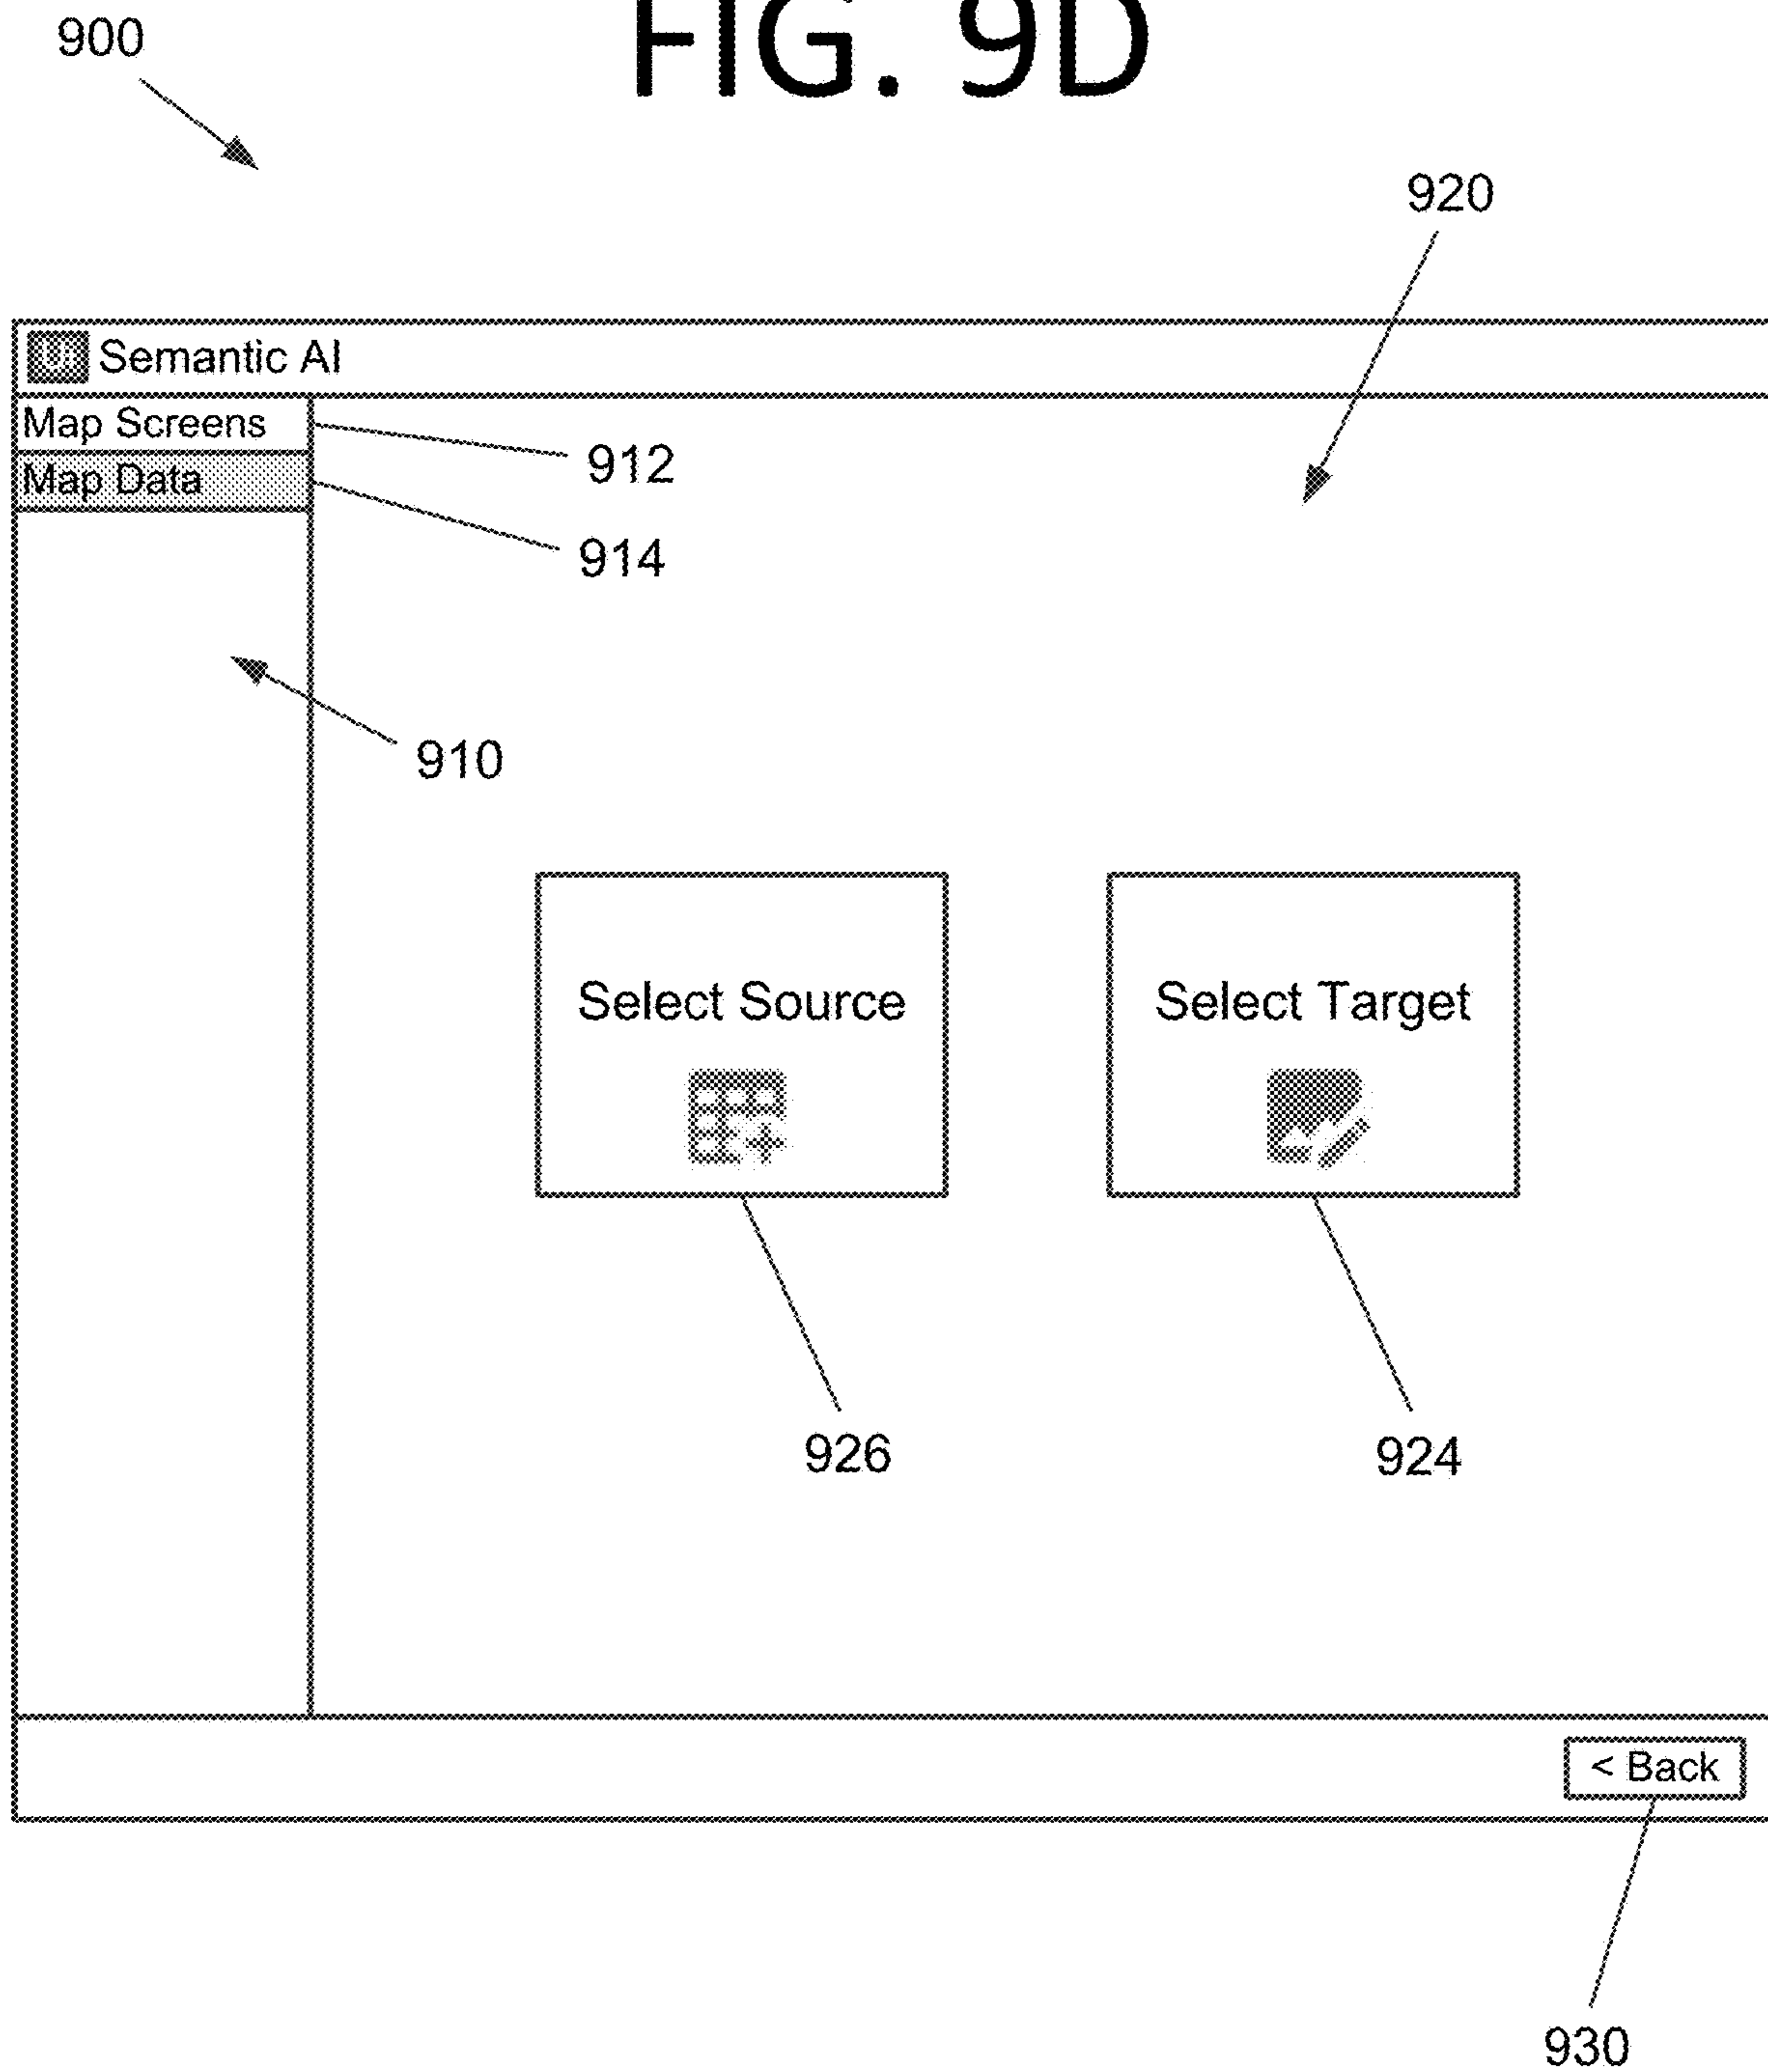 FIG. 9D
900
920
Ui Semantic AI
Map Screens
912
Map Data
914
910
Select Source
Select Target
926
924
< Back
930